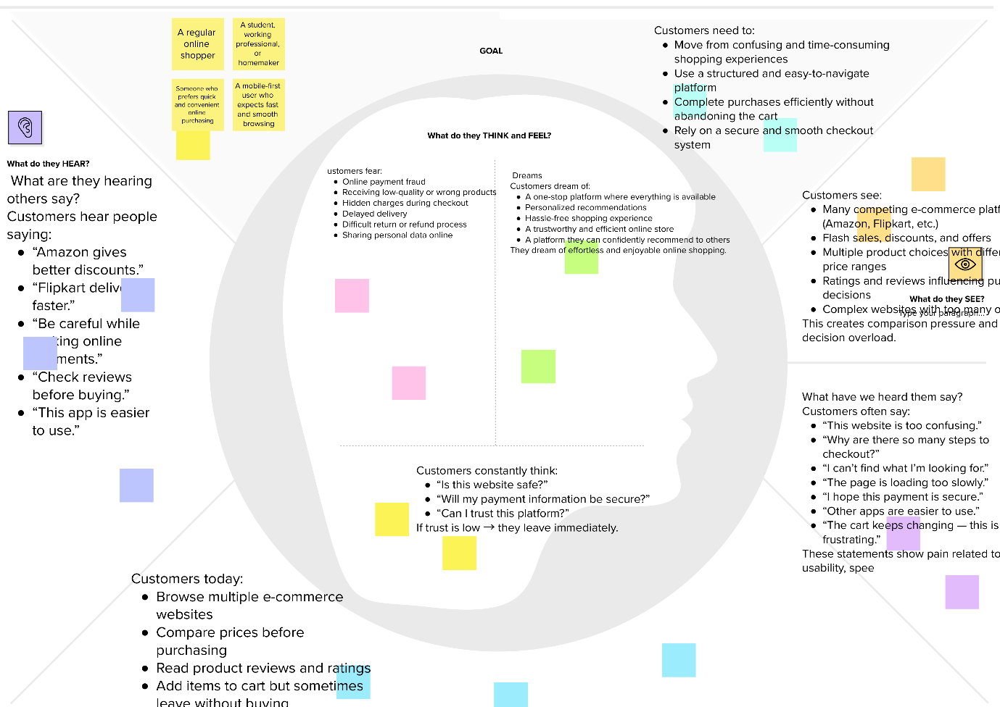 A regular
online
shopper
A student,
working
professional,
or
homemaker
Someone who
prefers quick
and convenient
online
purchasing
A mobile-first
user who
expects fast
and smooth
browsing
GOAL
Customers need to:
● Move from confusing and time-consuming
shopping experiences
● Use a structured and easy-to-navigate
platform
● Complete purchases efficiently without
abandoning the cart
● Rely on a secure and smooth checkout
system
What do they HEAR?
What are they hearing
others say?
Customers hear people
saying:
● “Amazon gives
better discounts.”
● “Flipkart deliv
faster.”
● “Be careful while
king online
ments.”
● “Check reviews
before buying.”
● “This app is easier
to use.”
What do they THINK and FEEL?
ustomers fear:
● Online payment fraud
● Receiving low-quality or wrong products
● Hidden charges during checkout
● Delayed delivery
● Difficult return or refund process
● Sharing personal data online
Dreams
Customers dream of:
● A one-stop platform where everything is available
● Personalized recommendations
● Hassle-free shopping experience
● A trustworthy and efficient online store
● A platform they can confidently recommend to others
They dream of effortless and enjoyable online shopping.
Customers see:
● Many competing e-commerce platf
(Amazon, Flipkart, etc.)
● Flash sales, discounts, and offers
● Multiple product choices with differ
price ranges
● Ratings and reviews influencing pu
decisions
What do they SEE?
● Complex websites with too many o
Type your paragraph...
This creates comparison pressure and
decision overload.
What have we heard them say?
Customers often say:
● “This website is too confusing.”
● “Why are there so many steps to
checkout?”
● “I can’t find what I’m looking for.”
● “The page is loading too slowly.”
● “I hope this payment is secure.”
● “Other apps are easier to use.”
● “The cart keeps changing — this is
frustrating.”
These statements show pain related to
usability, spee
Customers constantly think:
● “Is this website safe?”
● “Will my payment information be secure?”
● “Can I trust this platform?”
If trust is low → they leave immediately.
Customers today:
● Browse multiple e-commerce
websites
● Compare prices before
purchasing
● Read product reviews and ratings
● Add items to cart but sometimes
leave without buying